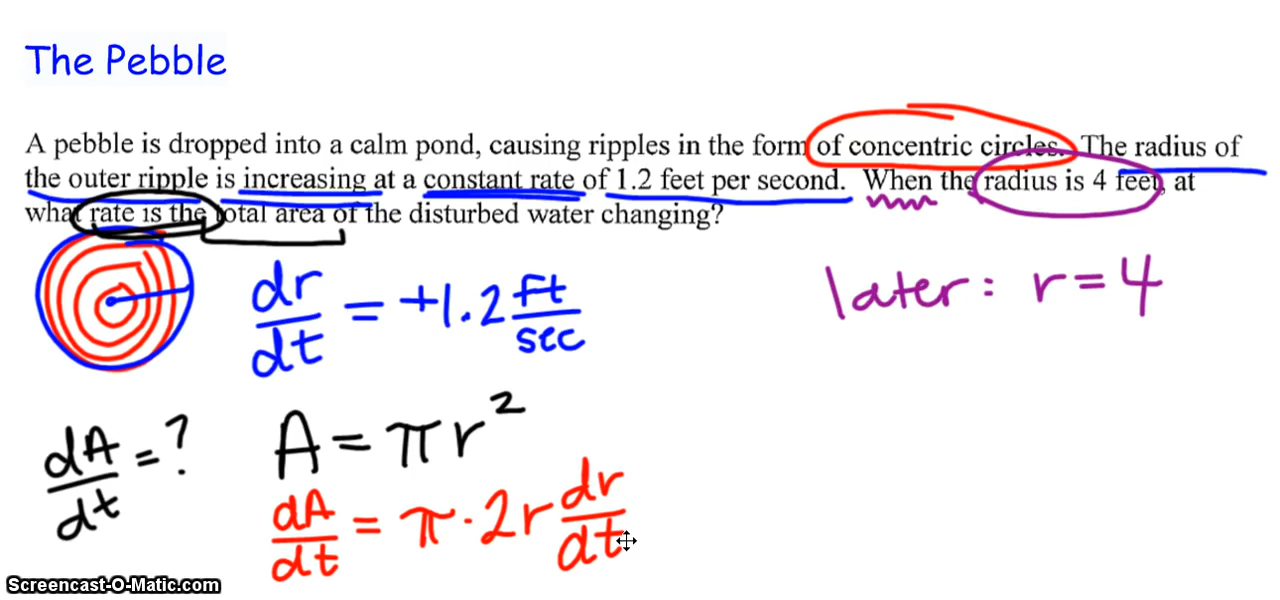 The Pebble
A pebble is dropped into a calm pond, causing ripples in the form of concentric circles. The radius of
the outer ripple is increasing at a constant rate of 1.2 feet per second. When the radius is 4 feet, at
what rate is the total area of the disturbed water changing?
dr/dt = +1.2 ft/sec
later: r = 4
dA/dt = ?
A = πr²
dA/dt = π · 2r dr/dt
Screencast-O-Matic.com